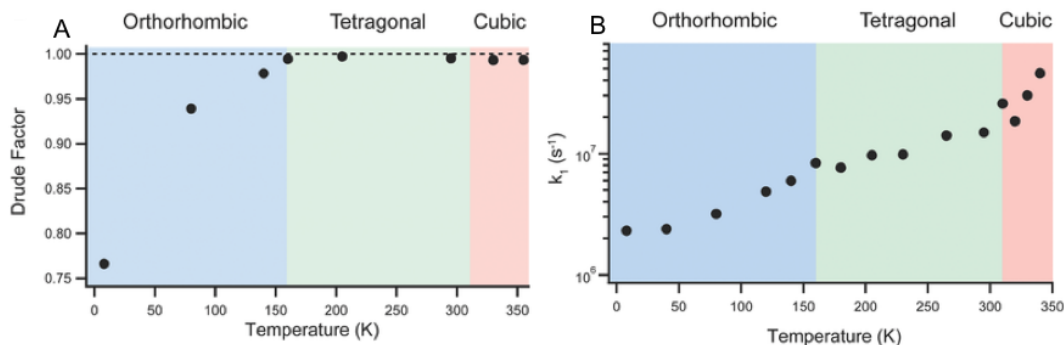 A
Orthorhombic Tetragonal Cubic
1.00
0.95
0.90
0.85
0.80
0.75
Drude Factor
0 50 100 150 200 250 300 350
Temperature (K)
B
Orthorhombic Tetragonal Cubic
10⁷
10⁶
k₁ (s⁻¹)
0 50 100 150 200 250 300 350
Temperature (K)